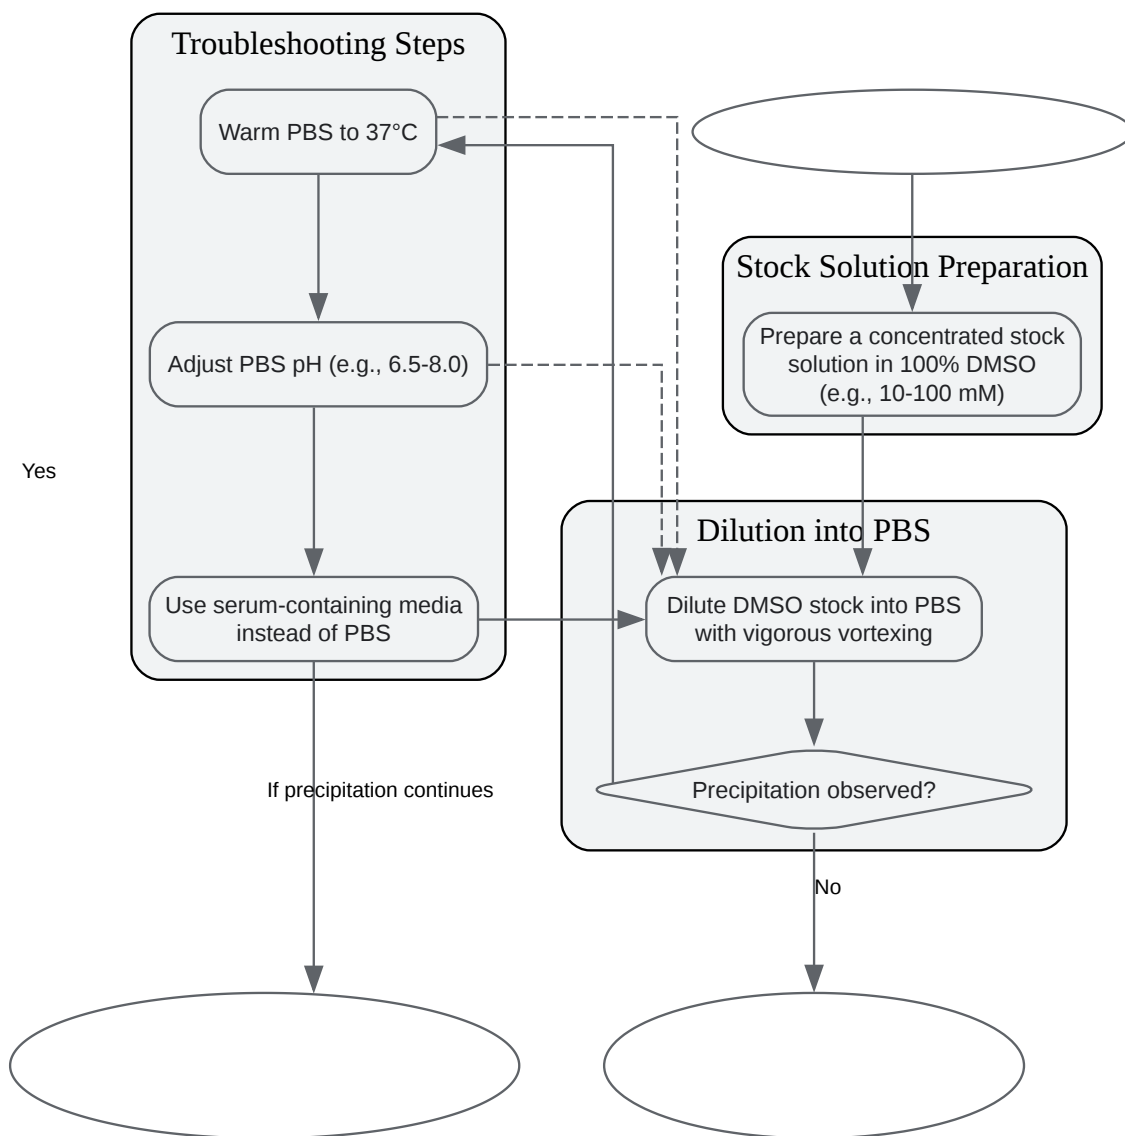 Troubleshooting Steps
Warm PBS to 37°C
Stock Solution Preparation
Prepare a concentrated stock
solution in 100% DMSO
(e.g., 10-100 mM)
Adjust PBS pH (e.g., 6.5-8.0)
Yes
Dilution into PBS
Use serum-containing media
instead of PBS
Dilute DMSO stock into PBS
with vigorous vortexing
If precipitation continues
Precipitation observed?
No